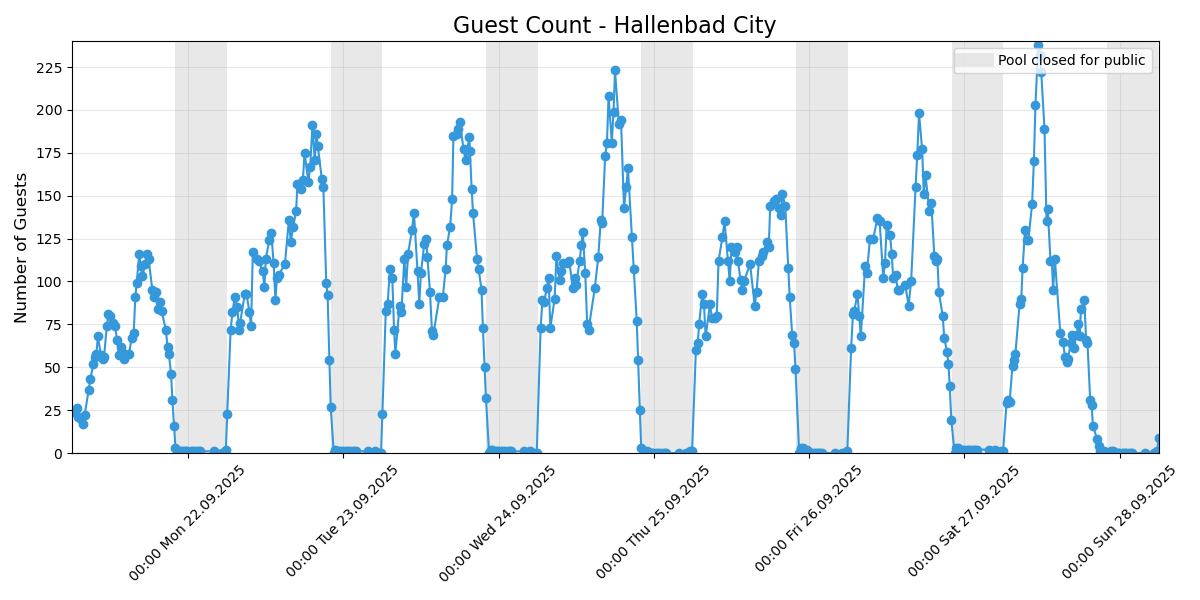 Guest Count - Hallenbad City
Pool closed for public
Number of Guests
225
200
175
150
125
100
75
50
25
0
00:00 Mon 22.09.2025
00:00 Tue 23.09.2025
00:00 Wed 24.09.2025
00:00 Thu 25.09.2025
00:00 Fri 26.09.2025
00:00 Sat 27.09.2025
00:00 Sun 28.09.2025